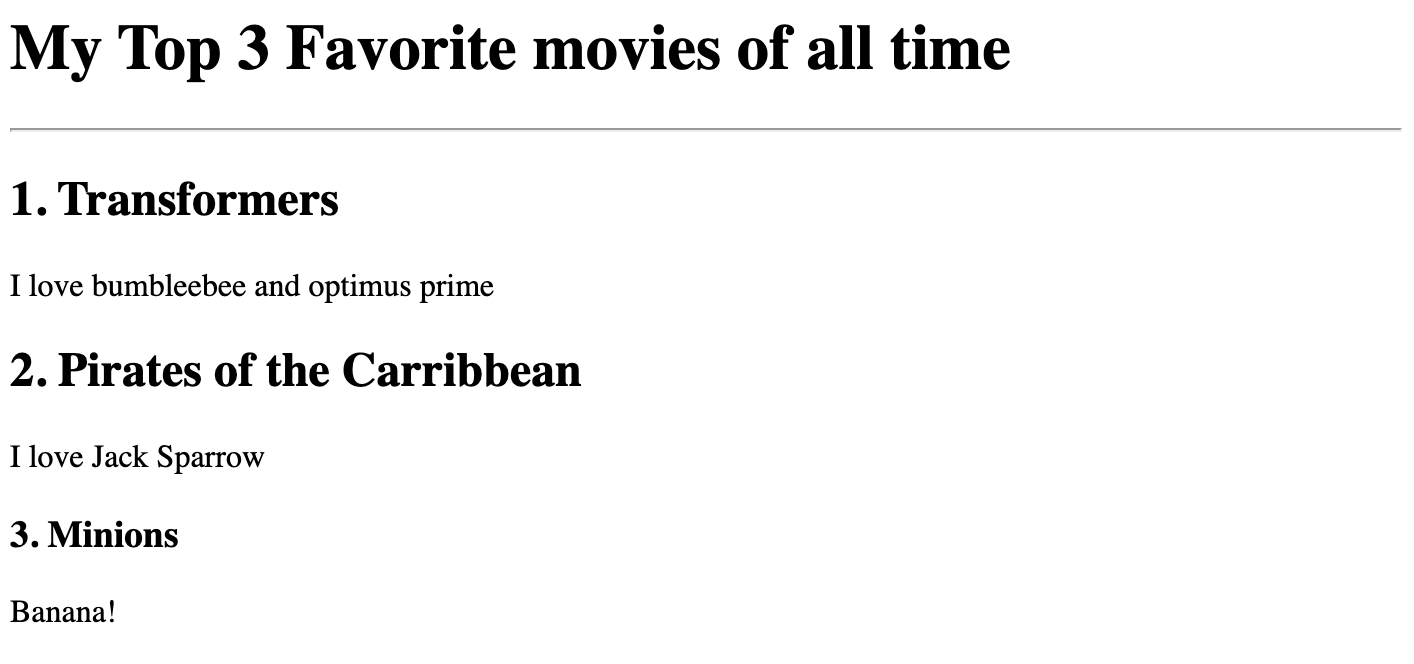 My Top 3 Favorite movies of all time
1. Transformers
I love bumbleebee and optimus prime
2. Pirates of the Carribbean
I love Jack Sparrow
3. Minions
Banana!